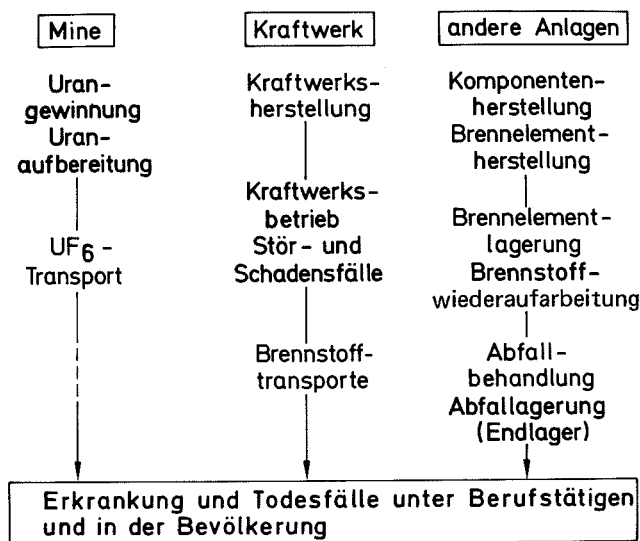 Mine
Uran-
gewinnung
Uran-
aufbereitung
UF6 -
Transport
Kraftwerk
Kraftwerks-
herstellung
Kraftwerks-
betrieb
Stör- und
Schadensfälle
Brennstoff-
transporte
andere Anlagen
Komponenten-
herstellung
Brennelement-
herstellung
Brennelement-
lagerung
Brennstoff-
wiederaufarbeitung
Abfall-
behandlung
Abfallagerung
(Endlager)
Erkrankung und Todesfälle unter Berufstätigen
und in der Bevölkerung